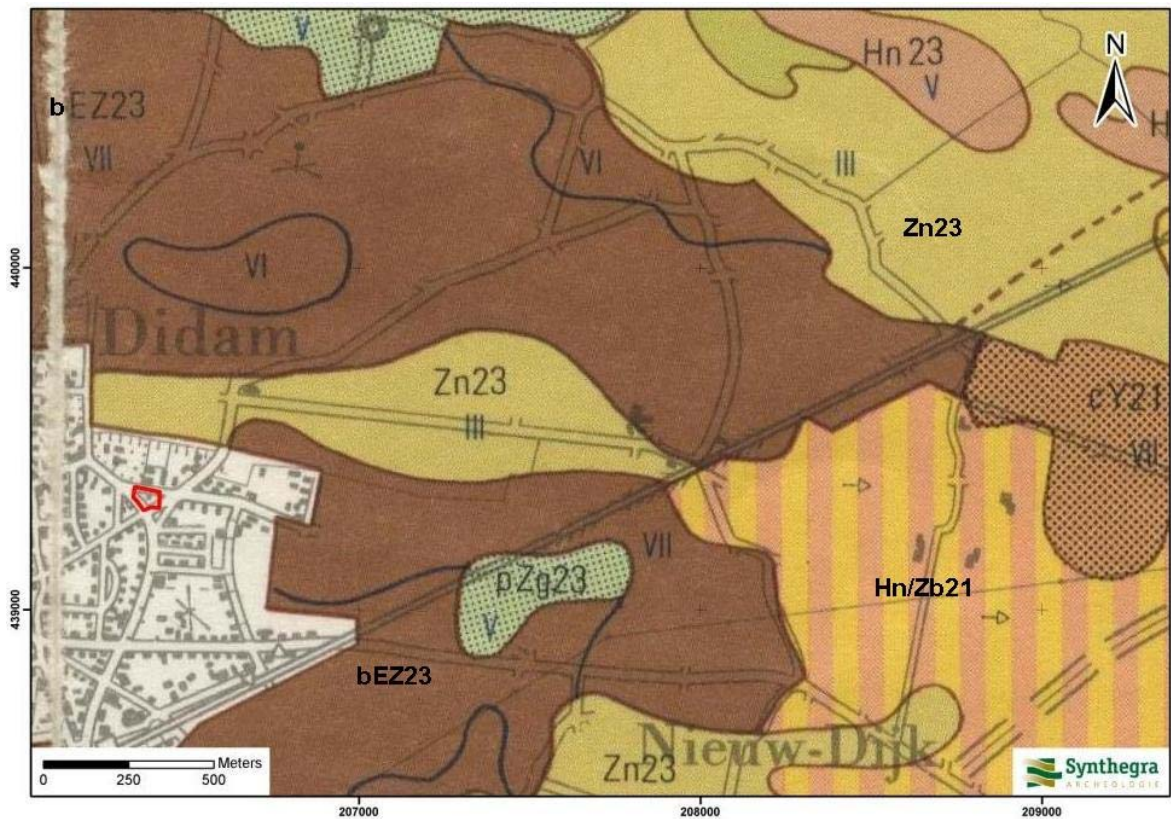 V
Hn 23
V
N
bEZ23
VII
VI
III
H
Zn23
VI
440000
Didam
Zn23
III
cY21
VII
VII
pZg23
V
Hn/Zb21
439000
bEZ23
Nieuw-Dijk
Zn23
0 250 500 Meters
Synthegra
ARCHEOLOGIE
207000 208000 209000